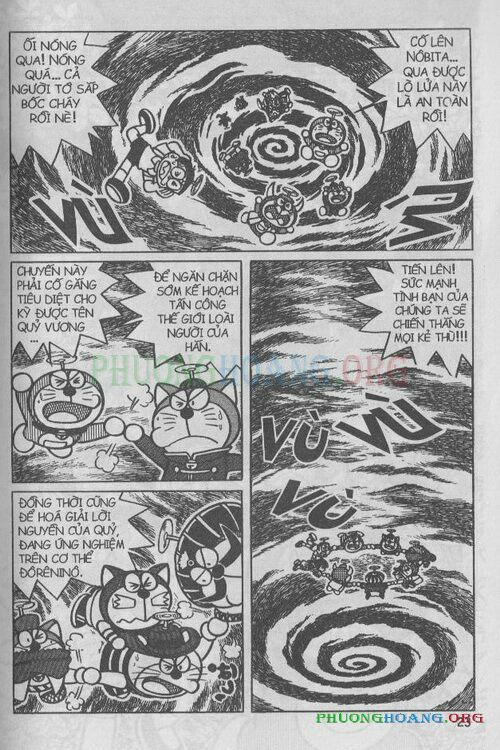 ỐI NÓNG
QUA! NÓNG
QUÃ... CẢ
NGƯỜI TỚ SẮP
BỐC CHÁY
RỒI NÈ!
CỐ LÊN
NÔBITA...
QUA ĐƯỢC
LÒ LỬA NÀY
LÀ AN TOÀN
RỒI!
VÙ
VÙ
CHUYẾN NÀY
PHẢI CỐ GẮNG
TIÊU DIỆT CHO
KỲ ĐƯỢC TÊN
QUỶ VƯƠNG
...
ĐỂ NGĂN CHẶN
SỚM KẾ HOẠCH
TẤN CÔNG
THẾ GIỚI LOÀI
NGƯỜI CỦA
HẮN.
TIẾN LÊN!
SỨC MẠNH
TÌNH BẠN CỦA
CHÚNG TA SẼ
CHIẾN THẮNG
MỌI KẺ THÙ!!!
VÙ
VÙ
VÙ
PHUONGHOANG.ORG
ĐỒNG THỜI CŨNG
ĐỂ HOÁ GIẢI LỜI
NGUYỀN CỦA QUỶ,
ĐANG ỨNG NGHIỆM
TRÊN CƠ THỂ
ĐÔRÊNINÔ.
25
PHUONGHOANG.ORG